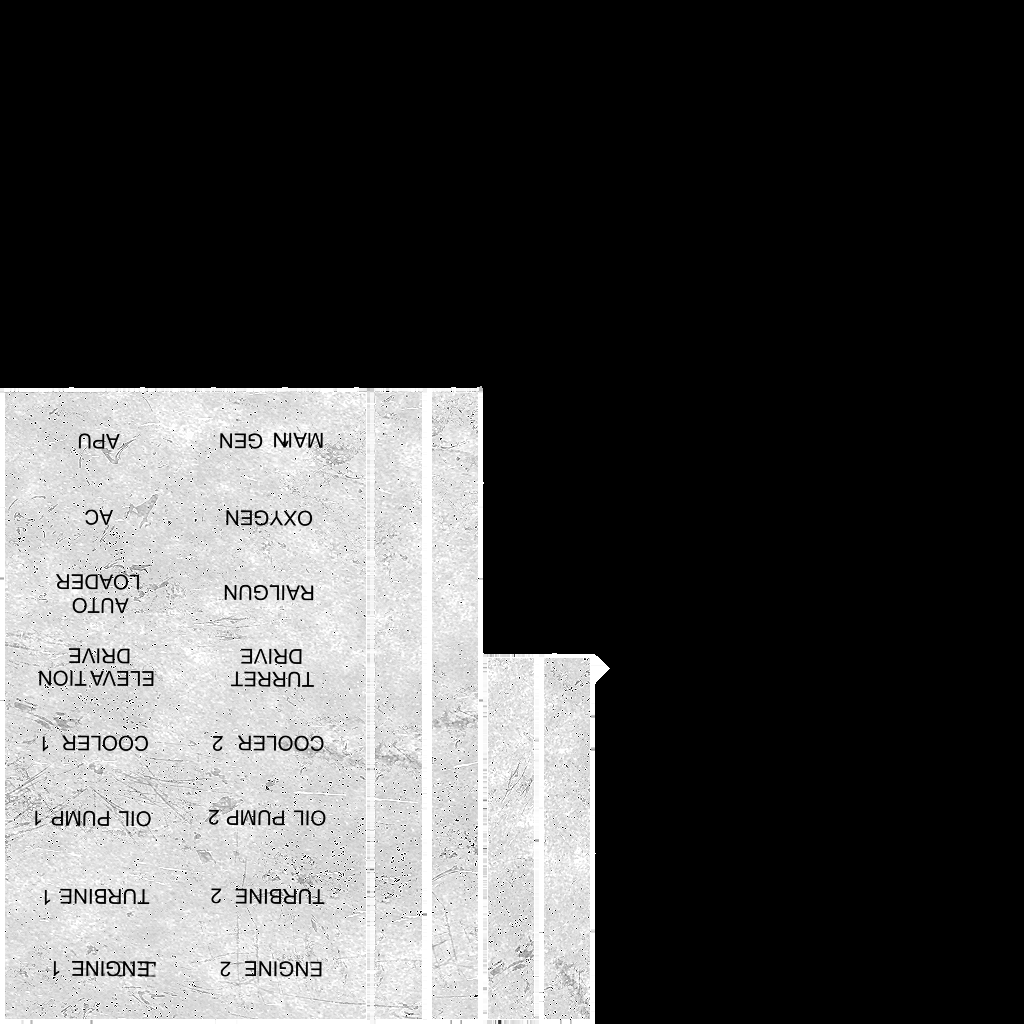 ENGINE 2
ENGINE 1
TURBINE 2
TURBINE 1
OIL PUMP 2
OIL PUMP 1
COOLER 2
COOLER 1
TURRET
DRIVE
ELEVATION
DRIVE
RAILGUN
AUTO
LOADER
OXYGEN
AC
MAIN GEN
APU